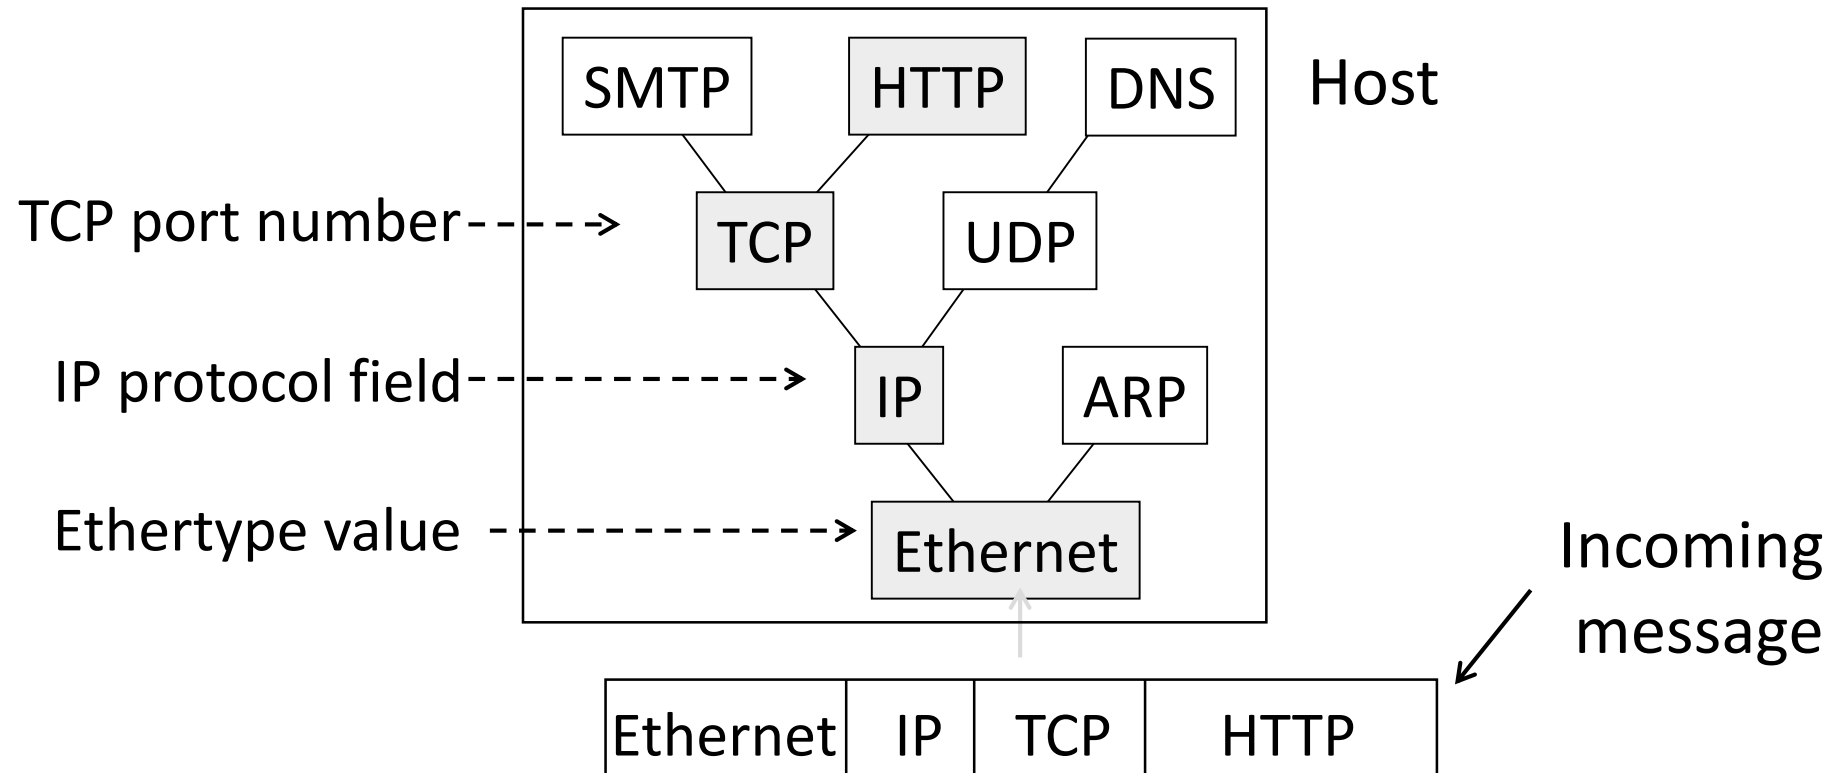 SMTP HTTP DNS Host
TCP port number TCP UDP
IP protocol field IP ARP
Ethertype value Ethernet
Incoming
message
Ethernet IP TCP HTTP